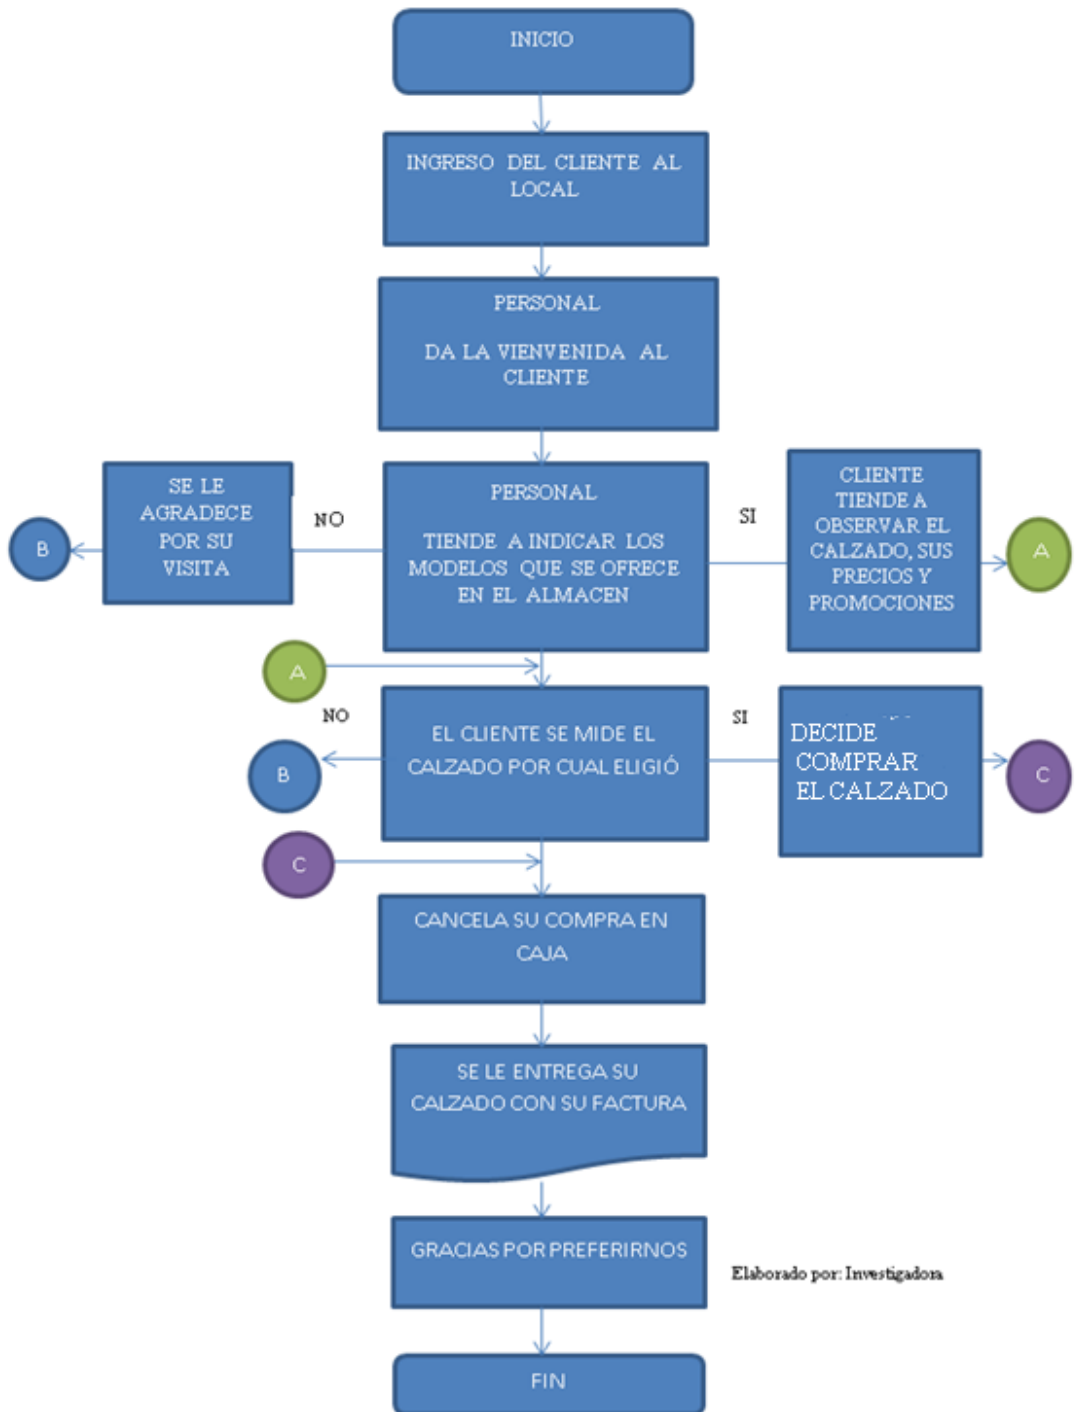 INICIO
INGRESO DEL CLIENTE AL
LOCAL
PERSONAL
DA LA VIENVENIDA AL
CLIENTE
SE LE
AGRADECE
POR SU
VISITA
B
NO
PERSONAL
TIENDE A INDICAR LOS
MODELOS QUE SE OFRECE
EN EL ALMACEN
SI
CLIENTE
TIENDE A
OBSERVAR EL
CALZADO, SUS
PRECIOS Y
PROMOCIONES
A
A
NO
B
EL CLIENTE SE MIDE EL
CALZADO POR CUAL ELIGIÓ
SI
DECIDE
COMPRAR
EL CALZADO
C
C
CANCELA SU COMPRA EN
CAJA
SE LE ENTREGA SU
CALZADO CON SU FACTURA
GRACIAS POR PREFERIRNOS
Elaborado por: Investigadora
FIN